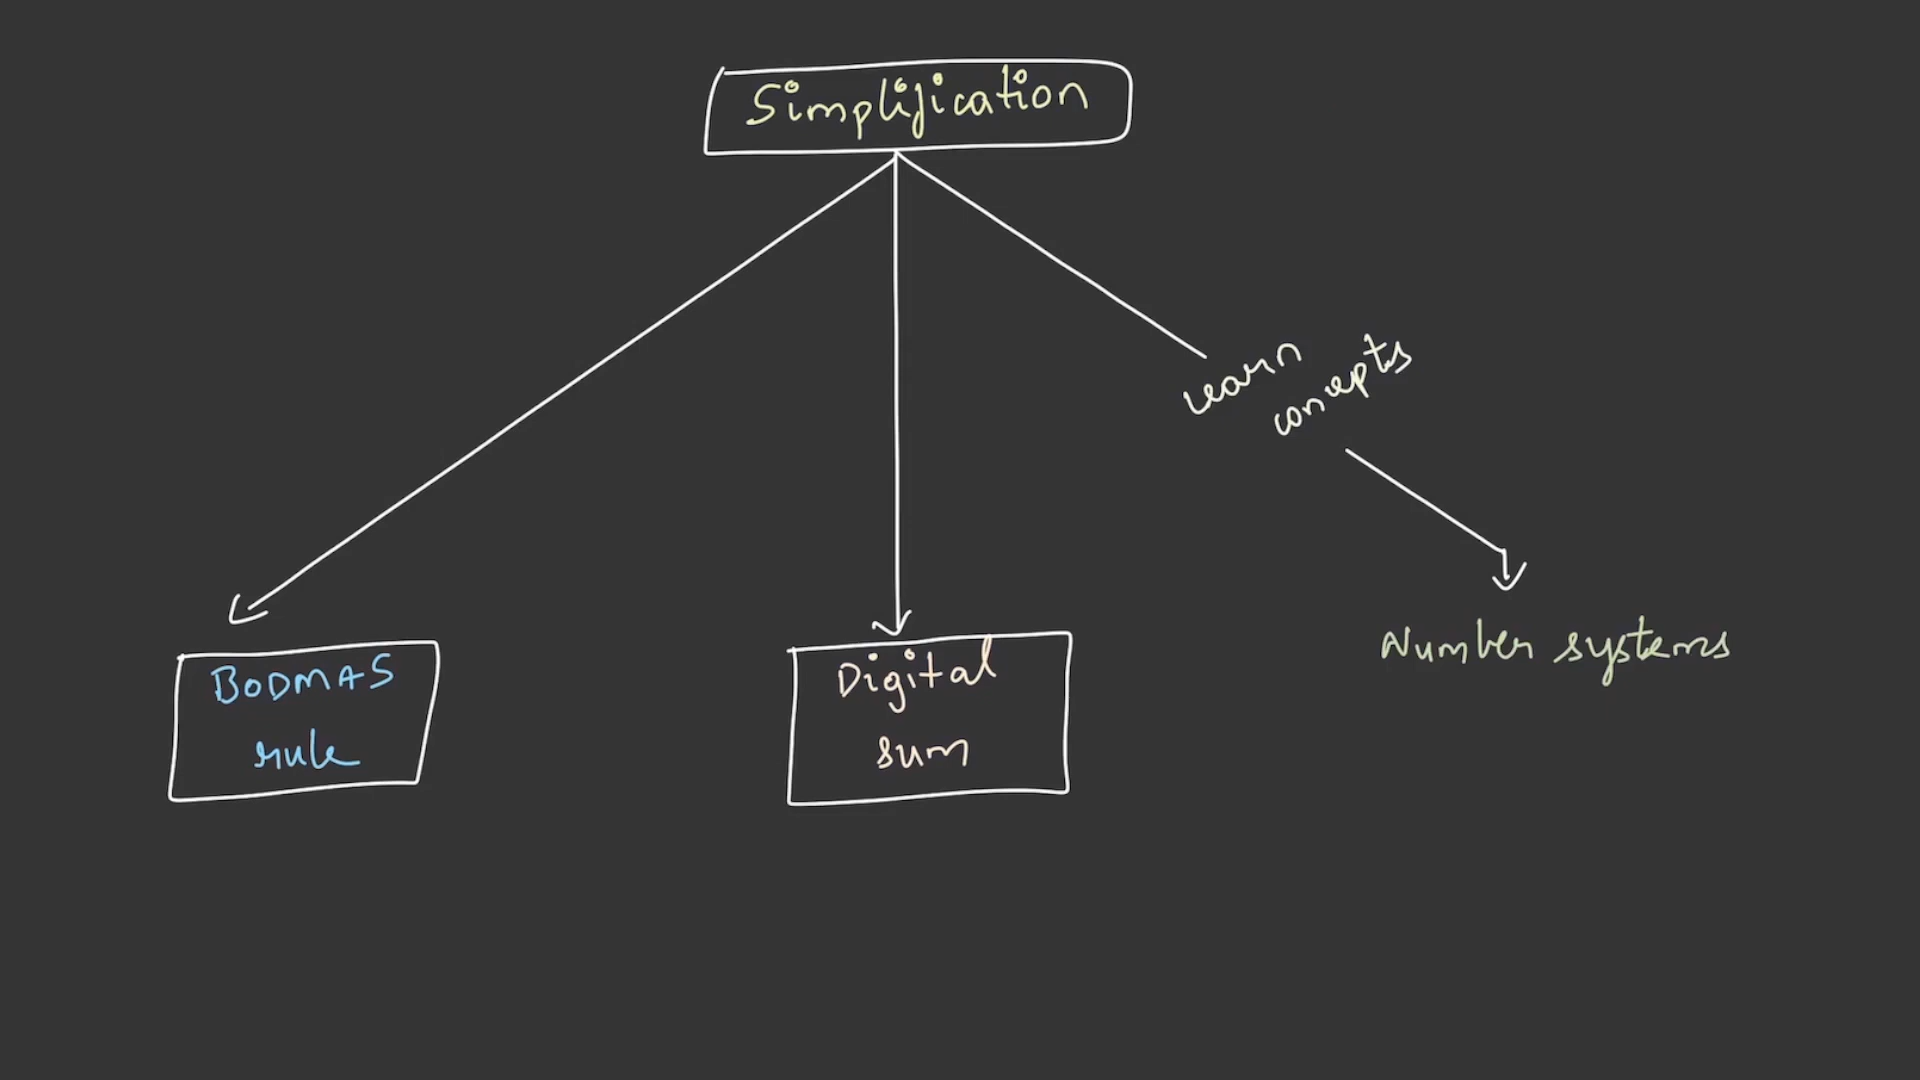 Simplification
learn
concepts
Number systems
BODMAS
rule
Digital
sum